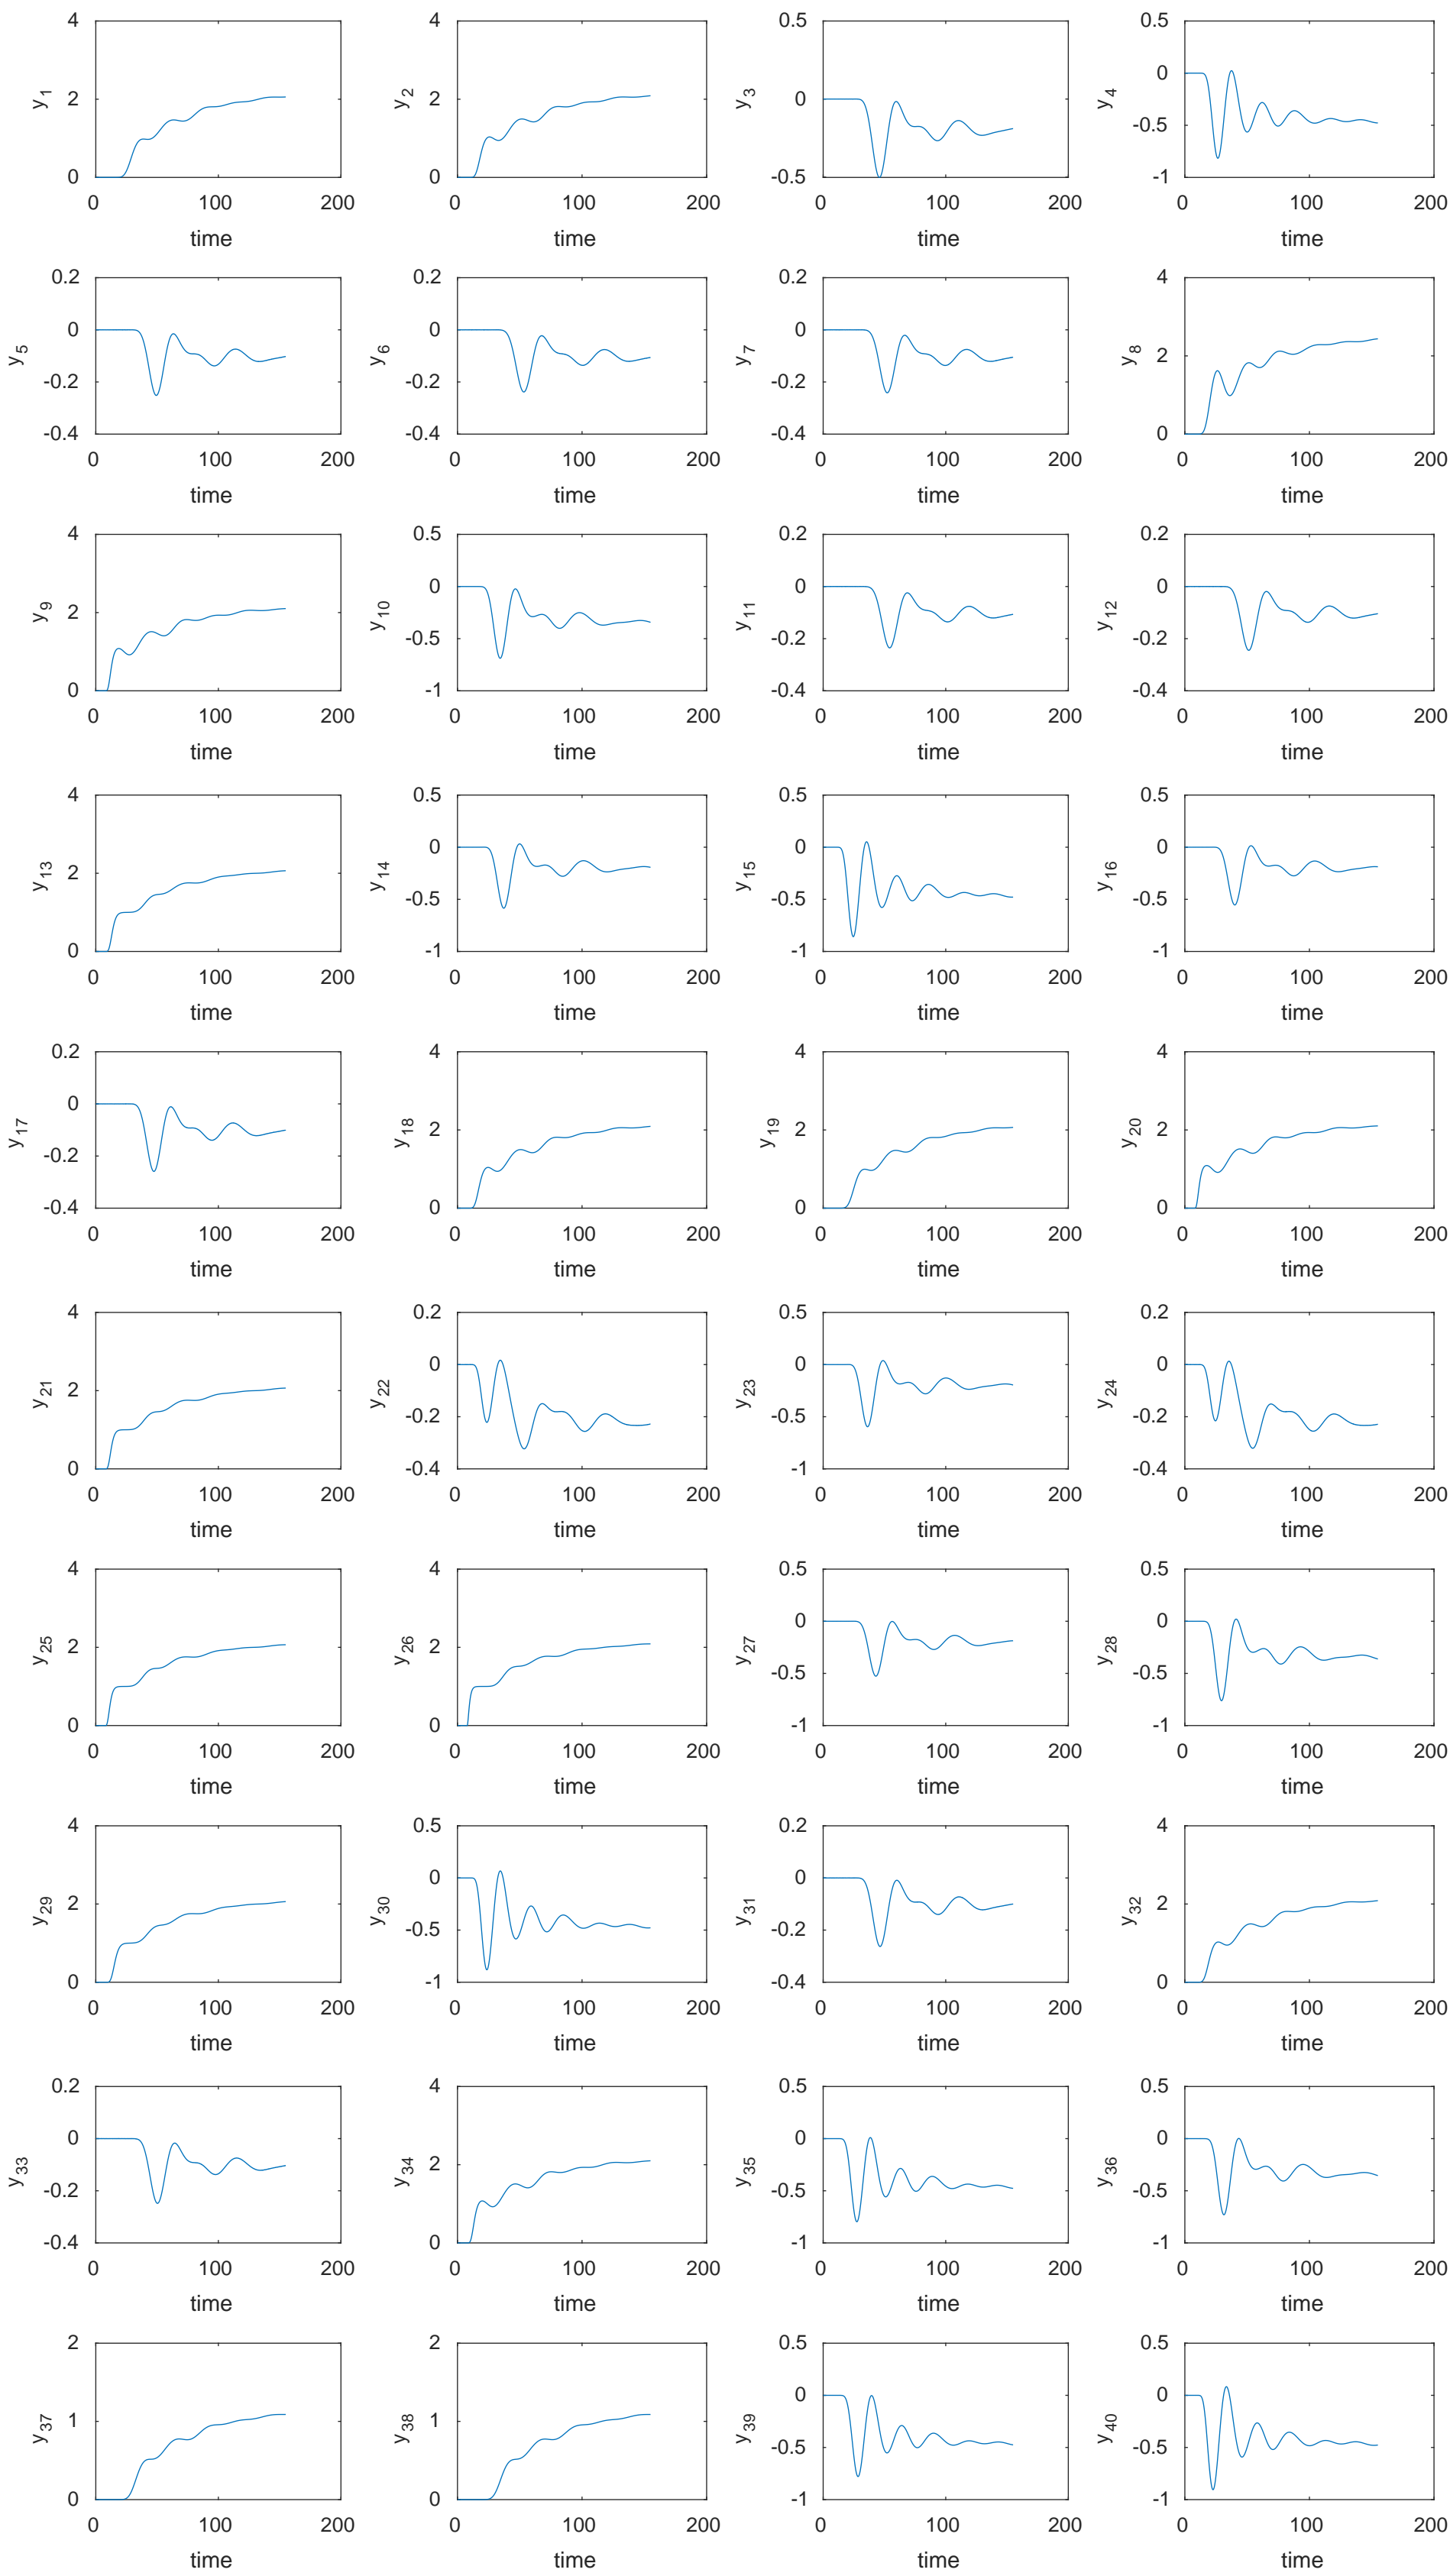 4 4 0.5 0.5
y1 2 y2 2 y3 0 y4 0
-0.5
0 0 -0.5 -1
0 100 200 0 100 200 0 100 200 0 100 200
time time time time
0.2 0.2 0.2 4
y5 0 y6 0 y7 0 y8 2
-0.2 -0.2 -0.2
-0.4 -0.4 -0.4 0
0 100 200 0 100 200 0 100 200 0 100 200
time time time time
4 0.5 0.2 0.2
y9 2 y10 0 y11 0 y12 0
-0.5 -0.2 -0.2
0 -1 -0.4 -0.4
0 100 200 0 100 200 0 100 200 0 100 200
time time time time
4 0.5 0.5 0.5
y13 2 y14 0 y15 0 y16 0
-0.5 -0.5 -0.5
0 -1 -1 -1
0 100 200 0 100 200 0 100 200 0 100 200
time time time time
0.2 4 4 4
y17 0 y18 2 y19 2 y20 2
-0.2
-0.4 0 0 0
0 100 200 0 100 200 0 100 200 0 100 200
time time time time
4 0.2 0.5 0.2
y21 2 y22 0 y23 0 y24 0
-0.2 -0.5 -0.2
0 -0.4 -1 -0.4
0 100 200 0 100 200 0 100 200 0 100 200
time time time time
4 4 0.5 0.5
y25 2 y26 2 y27 0 y28 0
-0.5 -0.5
0 0 -1 -1
0 100 200 0 100 200 0 100 200 0 100 200
time time time time
4 0.5 0.2 4
y29 2 y30 0 y31 0 y32 2
-0.5 -0.2
0 -1 -0.4 0
0 100 200 0 100 200 0 100 200 0 100 200
time time time time
0.2 4 0.5 0.5
y33 0 y34 2 y35 0 y36 0
-0.2 -0.5 -0.5
-0.4 0 -1 -1
0 100 200 0 100 200 0 100 200 0 100 200
time time time time
2 2 0.5 0.5
y37 1 y38 1 y39 0 y40 0
-0.5 -0.5
0 0 -1 -1
0 100 200 0 100 200 0 100 200 0 100 200
time time time time